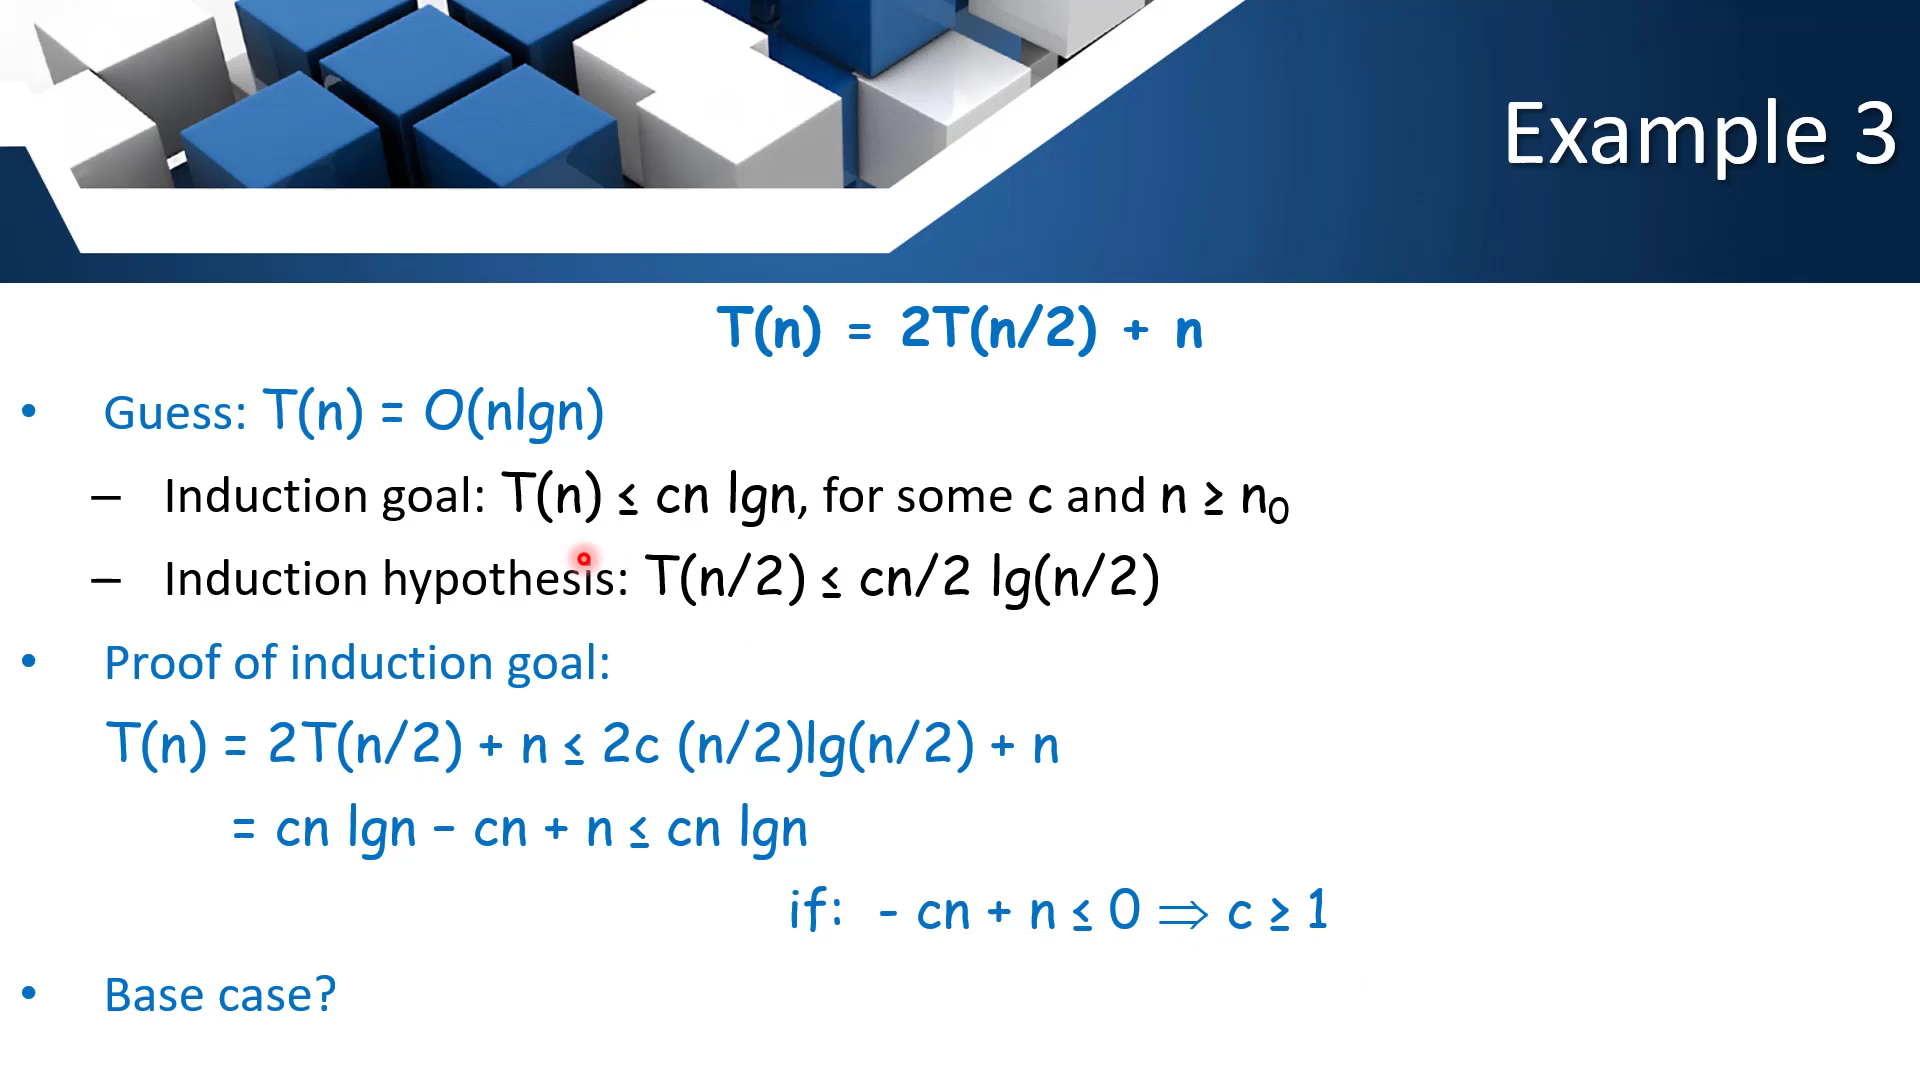 Example 3
T(n) = 2T(n/2) + n
• Guess: T(n) = O(nlgn)
– Induction goal: T(n) ≤ cn lgn, for some c and n ≥ n₀
– Induction hypothesis: T(n/2) ≤ cn/2 lg(n/2)
• Proof of induction goal:
T(n) = 2T(n/2) + n ≤ 2c (n/2)lg(n/2) + n
= cn lgn – cn + n ≤ cn lgn
if: - cn + n ≤ 0 ⇒ c ≥ 1
• Base case?